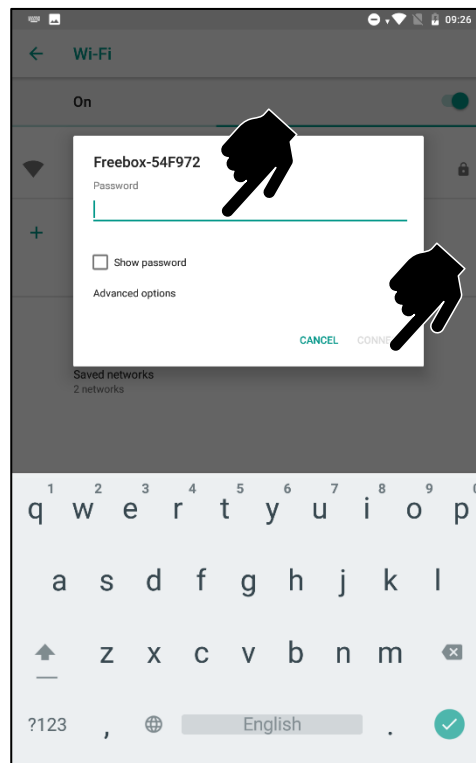 09:26
Wi-Fi
On
Freebox-54F972
Password
Show password
Advanced options
CANCEL
Saved networks
2 networks
1 2 3 4 5 6 7 8 9 0
q w e r t y u i o p
a s d f g h j k l
z x c v b n m
?123 , English .